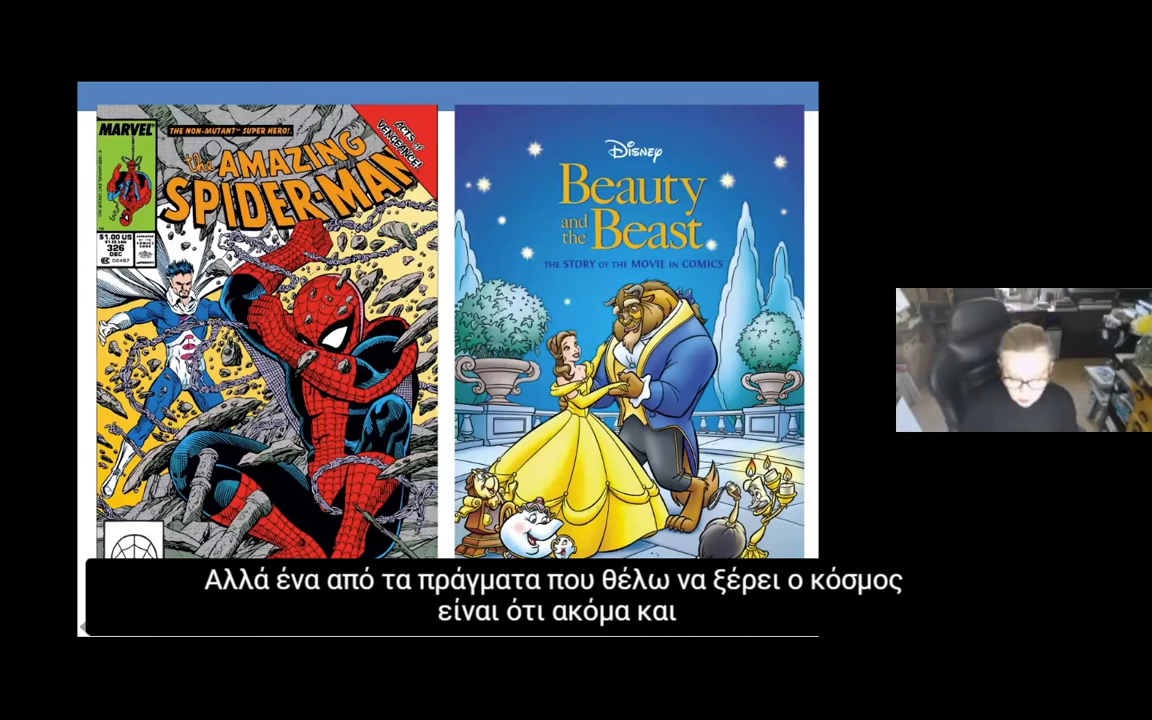 MARVEL
THE NON-MUTANT SUPER HERO!
ACTS of
VENGEANCE!
the AMAZING
SPIDER-MAN
$1.00 US
326
DEC
02457
DISNEY
Beauty
and
the Beast
THE STORY OF THE MOVIE IN COMICS
Αλλά ένα από τα πράγματα που θέλω να ξέρει ο κόσμος
είναι ότι ακόμα και